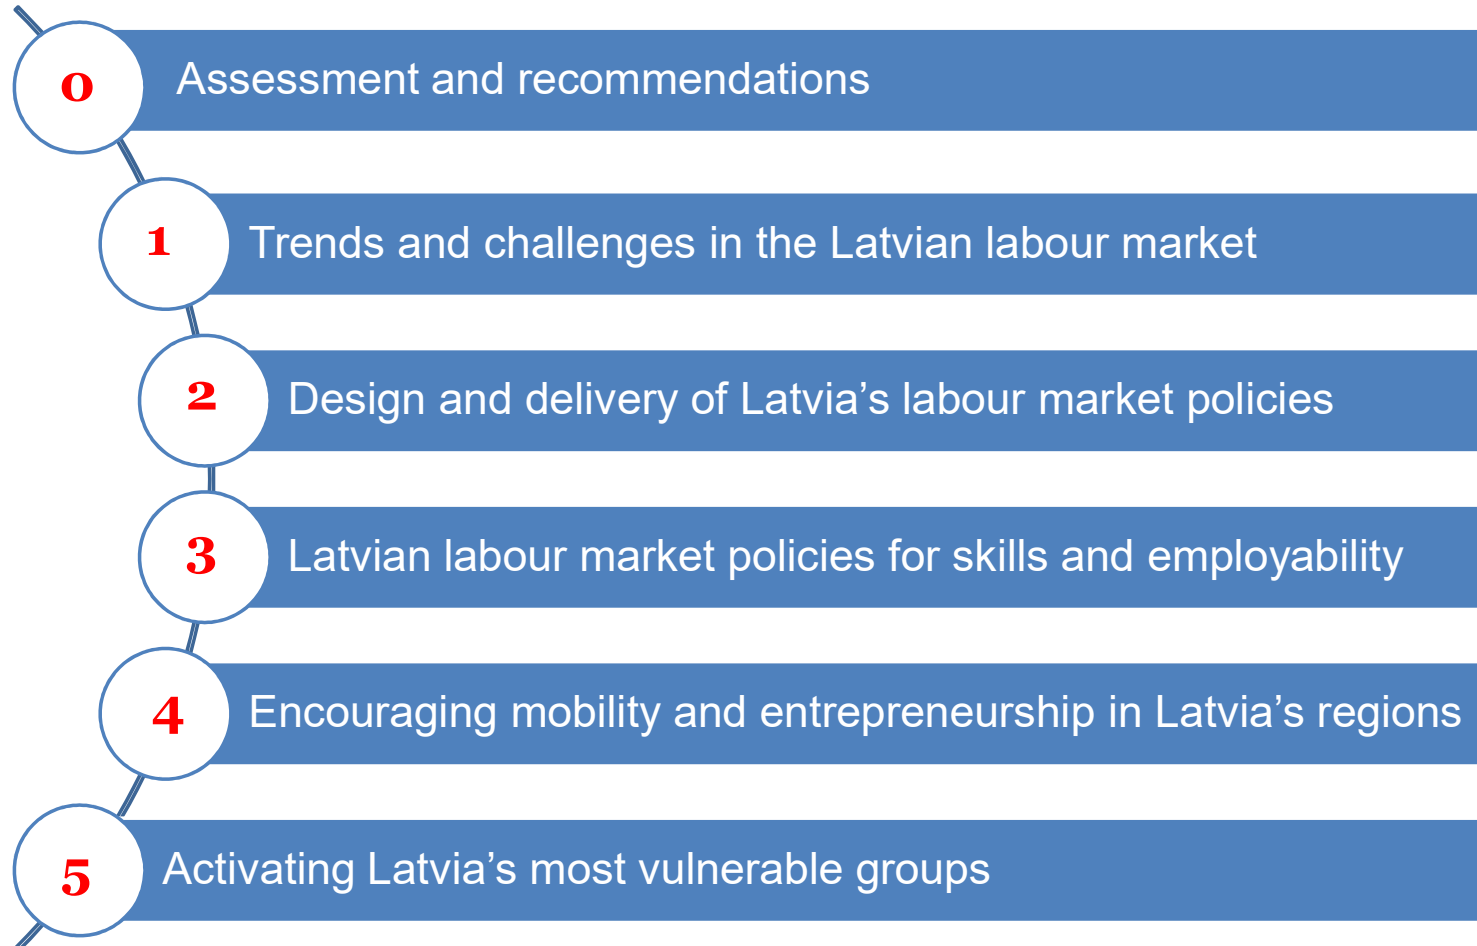 0 Assessment and recommendations
1 Trends and challenges in the Latvian labour market
2 Design and delivery of Latvia’s labour market policies
3 Latvian labour market policies for skills and employability
4 Encouraging mobility and entrepreneurship in Latvia’s regions
5 Activating Latvia’s most vulnerable groups